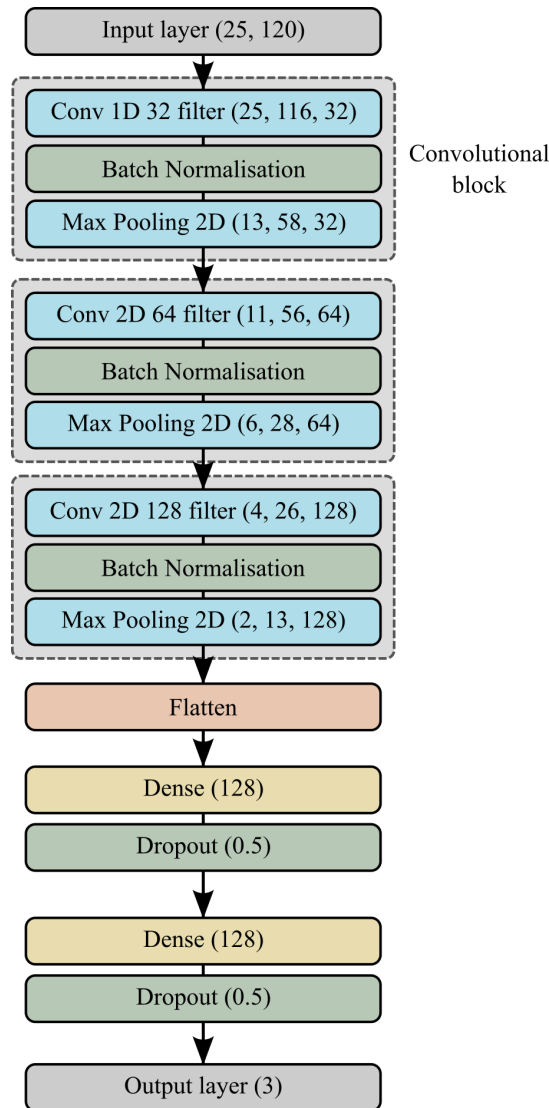 Input layer (25, 120)
Conv 1D 32 filter (25, 116, 32)
Convolutional
block
Batch Normalisation
Max Pooling 2D (13, 58, 32)
Conv 2D 64 filter (11, 56, 64)
Batch Normalisation
Max Pooling 2D (6, 28, 64)
Conv 2D 128 filter (4, 26, 128)
Batch Normalisation
Max Pooling 2D (2, 13, 128)
Flatten
Dense (128)
Dropout (0.5)
Dense (128)
Dropout (0.5)
Output layer (3)